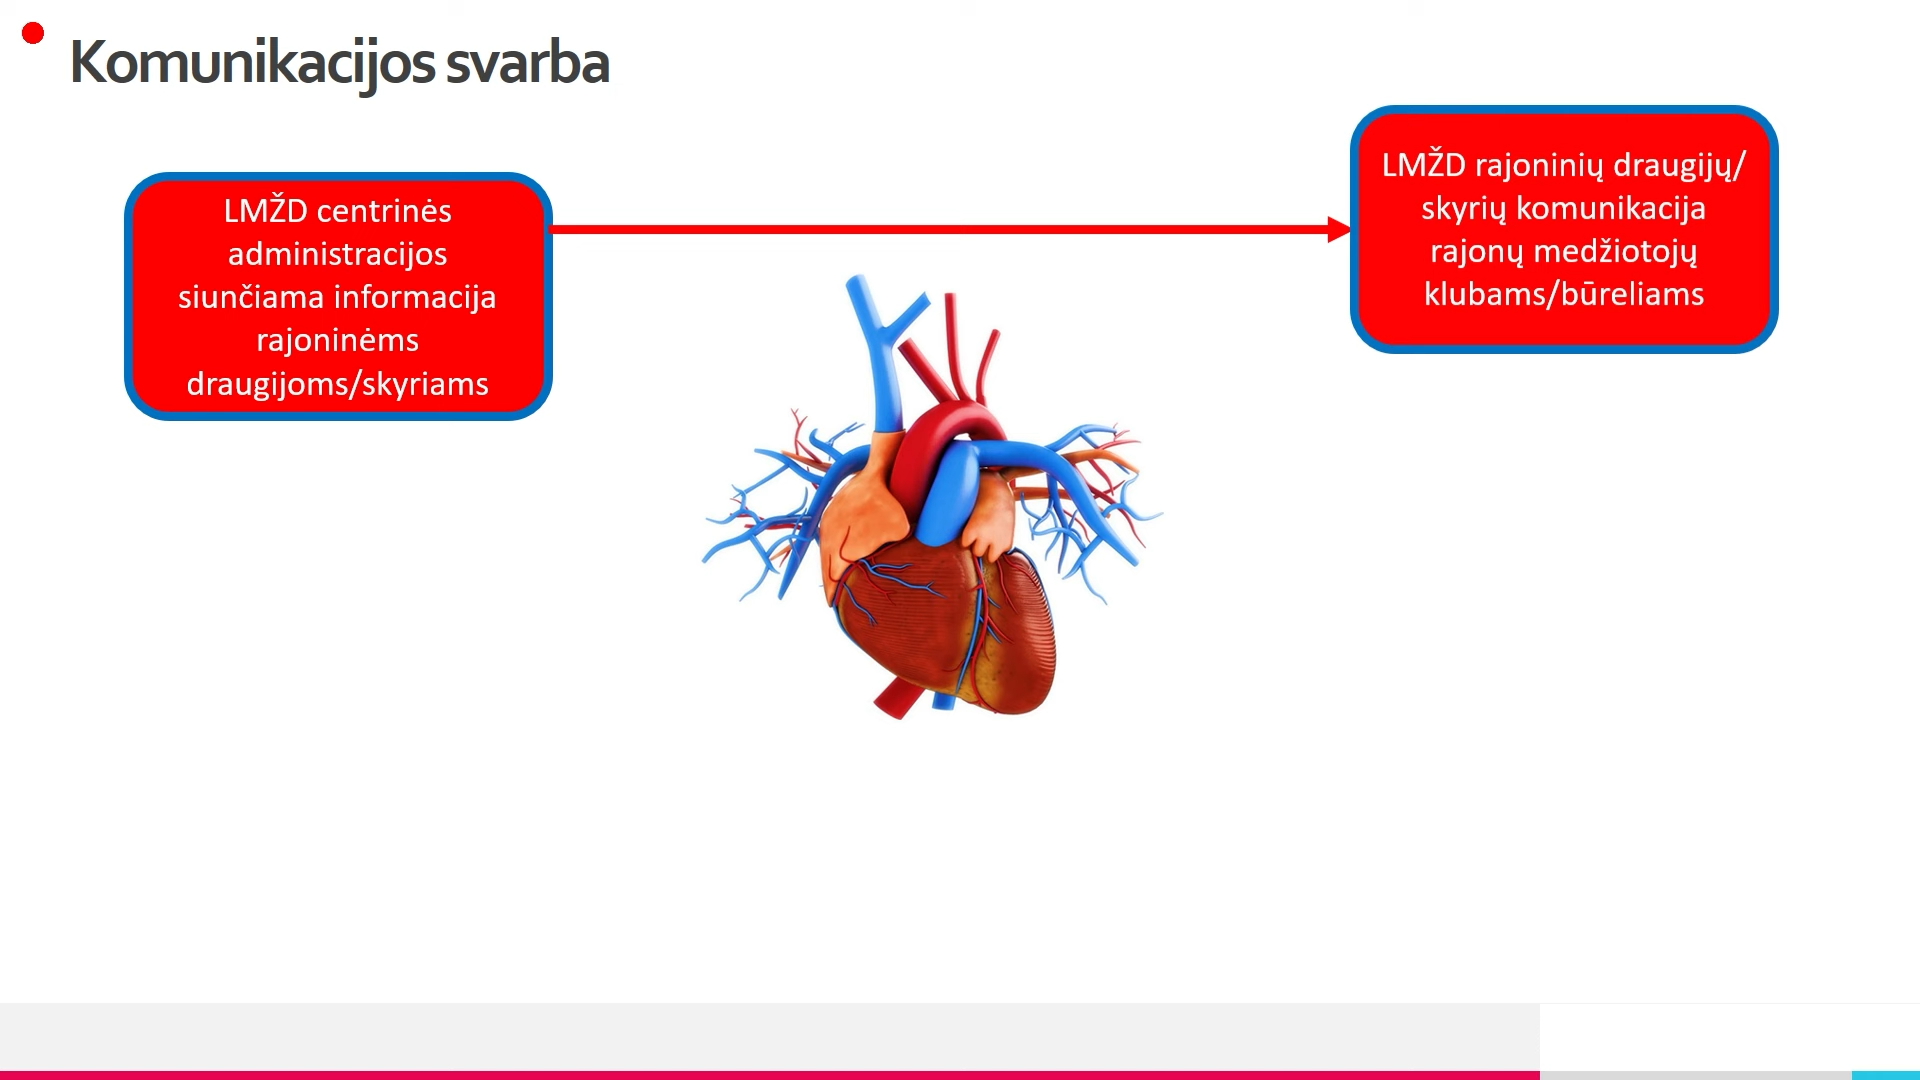 Komunikacijos svarba
LMŽD centrinės
administracijos
siunčiama informacija
rajoninėms
draugijoms/skyriams
LMŽD rajoninių draugijų/
skyrių komunikacija
rajonų medžiotojų
klubams/būreliams